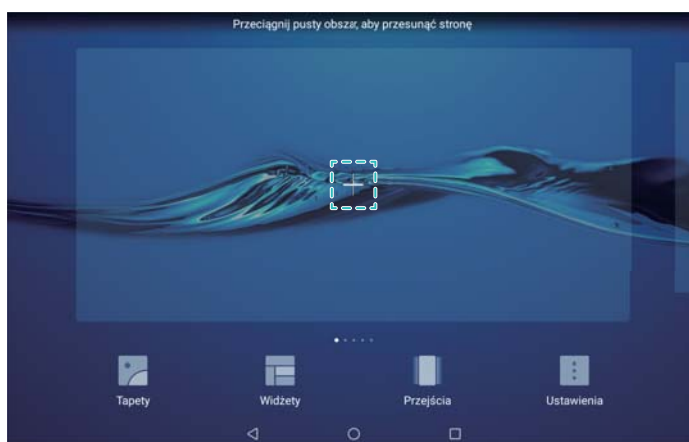 Przeciągnij pusty obszar, aby przesunąć stronę
Tapety
Widżety
Przejścia
Ustawienia